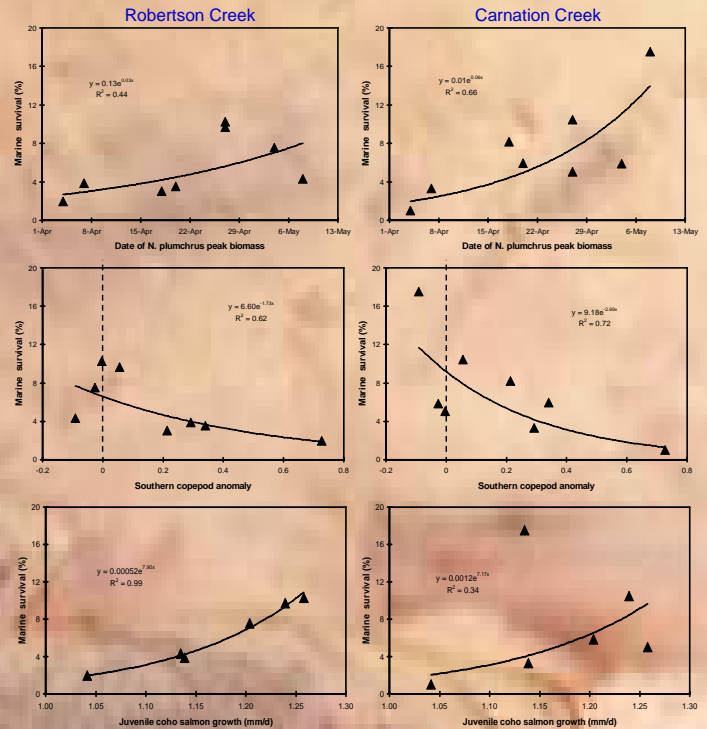 Robertson Creek
Carnation Creek
20
16
12
8
4
0
Marine survival (%)
y = 0.13e^0.03x
R² = 0.44
1-Apr 8-Apr 15-Apr 22-Apr 29-Apr 6-May 13-May
Date of N. plumchrus peak biomass
20
16
12
8
4
0
Marine survival (%)
y = 0.01e^0.06x
R² = 0.66
1-Apr 8-Apr 15-Apr 22-Apr 29-Apr 6-May 13-May
Date of N. plumchrus peak biomass
20
16
12
8
4
0
Marine survival (%)
y = 6.60e^-1.73x
R² = 0.62
-0.2 0 0.2 0.4 0.6 0.8
Southern copepod anomaly
20
16
12
8
4
0
Marine survival (%)
y = 9.18e
R² = 0.72
-0.2 0 0.2 0.4 0.6 0.8
Southern copepod anomaly
20
16
12
8
4
0
Marine survival (%)
y = 0.00052e
R² = 0.99
1.00 1.05 1.10 1.15 1.20 1.25 1.30
Juvenile coho salmon growth (mm/d)
20
16
12
8
4
0
Marine survival (%)
y = 0.0012e^7.17x
R² = 0.34
1.00 1.05 1.10 1.15 1.20 1.25 1.30
Juvenile coho salmon growth (mm/d)